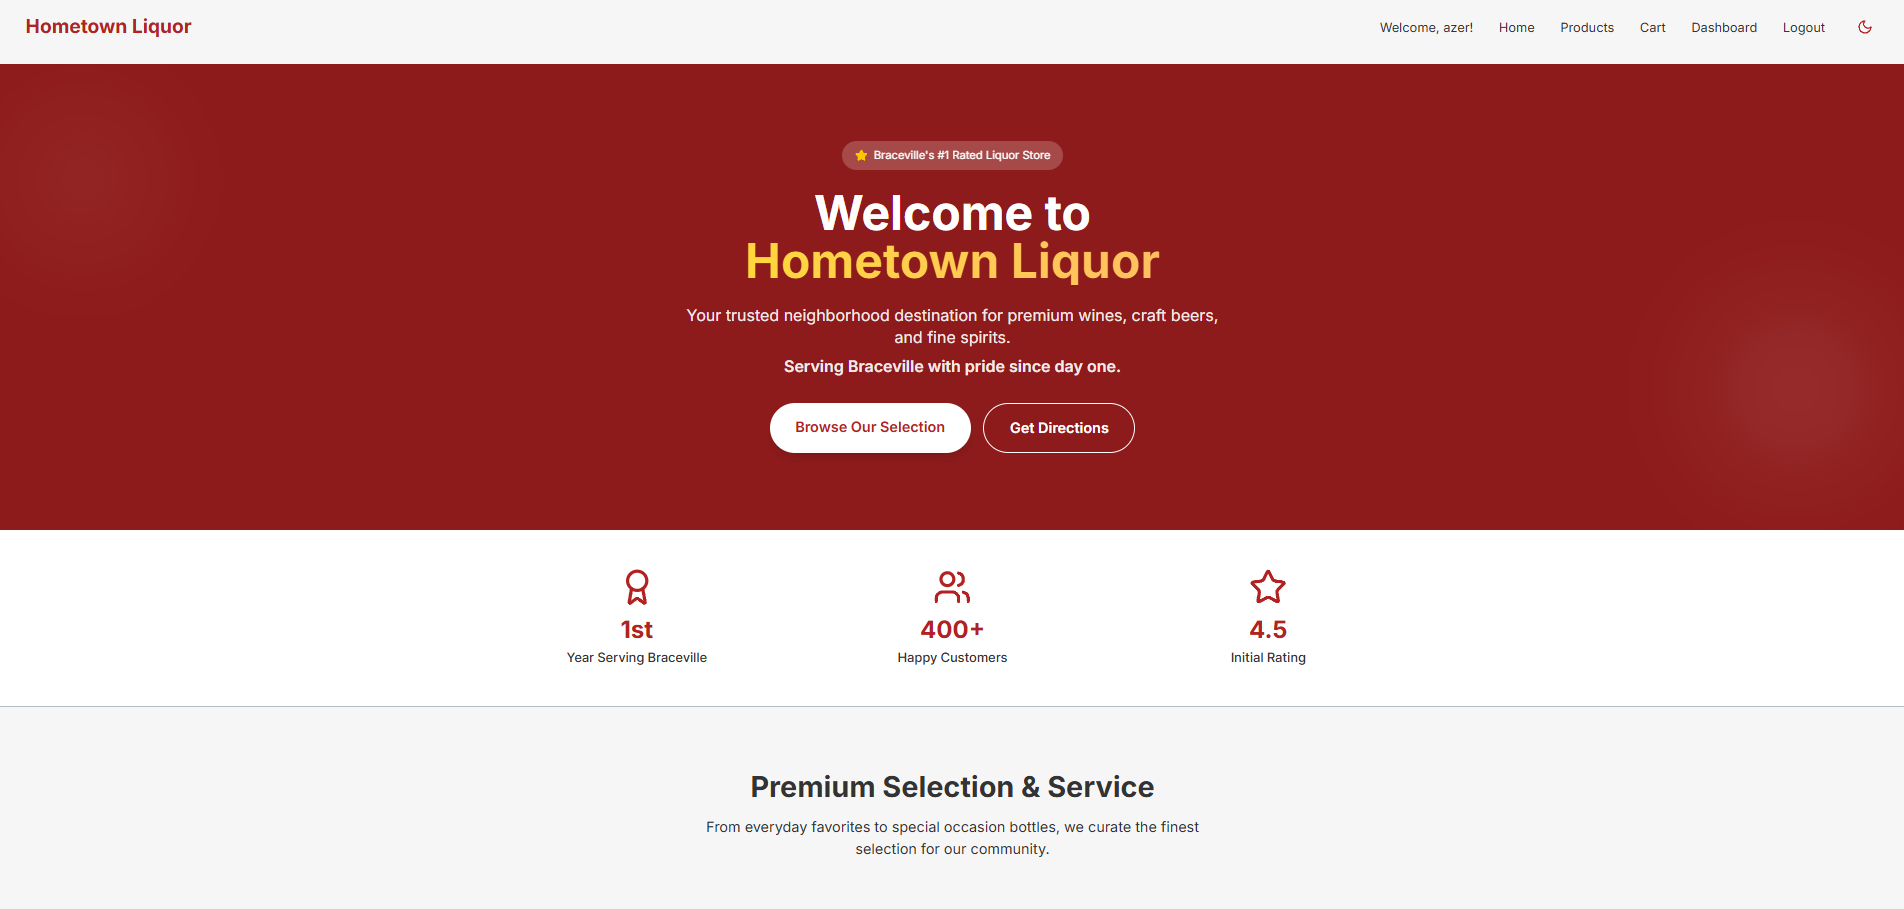 Hometown Liquor
Welcome, azer! Home Products Cart Dashboard Logout
Braceville's #1 Rated Liquor Store
Welcome to
Hometown Liquor
Your trusted neighborhood destination for premium wines, craft beers,
and fine spirits.
Serving Braceville with pride since day one.
Browse Our Selection
Get Directions
1st
Year Serving Braceville
400+
Happy Customers
4.5
Initial Rating
Premium Selection & Service
From everyday favorites to special occasion bottles, we curate the finest
selection for our community.